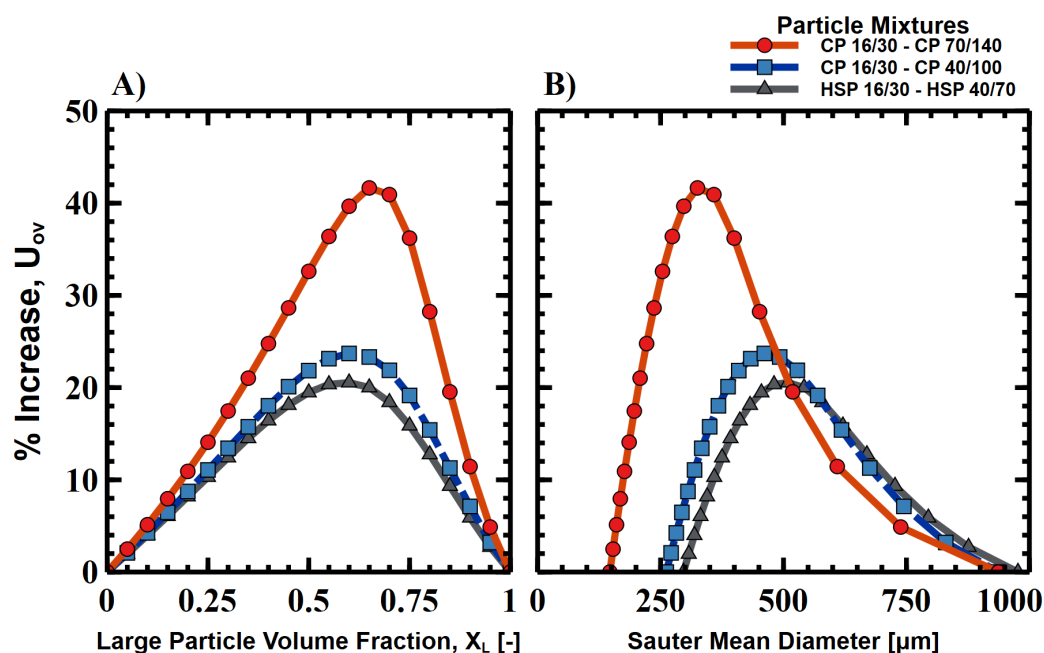 Particle Mixtures
CP 16/30 - CP 70/140
CP 16/30 - CP 40/100
HSP 16/30 - HSP 40/70
A)
B)
% Increase, Uov
50
40
30
20
10
0
0 0.25 0.5 0.75 1
0 250 500 750 1000
Large Particle Volume Fraction, XL [-]
Sauter Mean Diameter [µm]